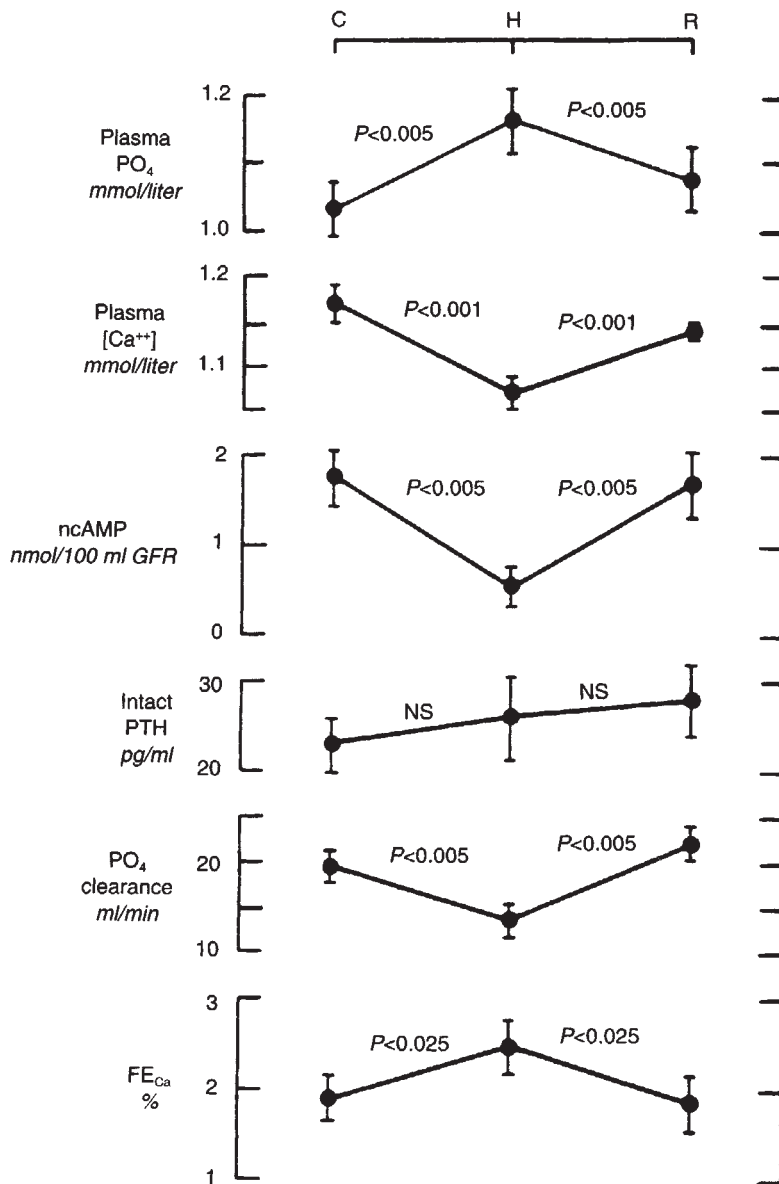 C H R
1.2
P<0.005
P<0.005
Plasma
PO₄
mmol/liter
1.0
1.2
P<0.001
P<0.001
Plasma
[Ca⁺⁺]
mmol/liter
1.1
2
P<0.005 P<0.005
ncAMP
nmol/100 ml GFR
1
0
30
Intact
PTH
pg/ml
NS
NS
20
20
PO₄
clearance
ml/min
P<0.005
P<0.005
10
3
P<0.025
P<0.025
FECa
%
2
1